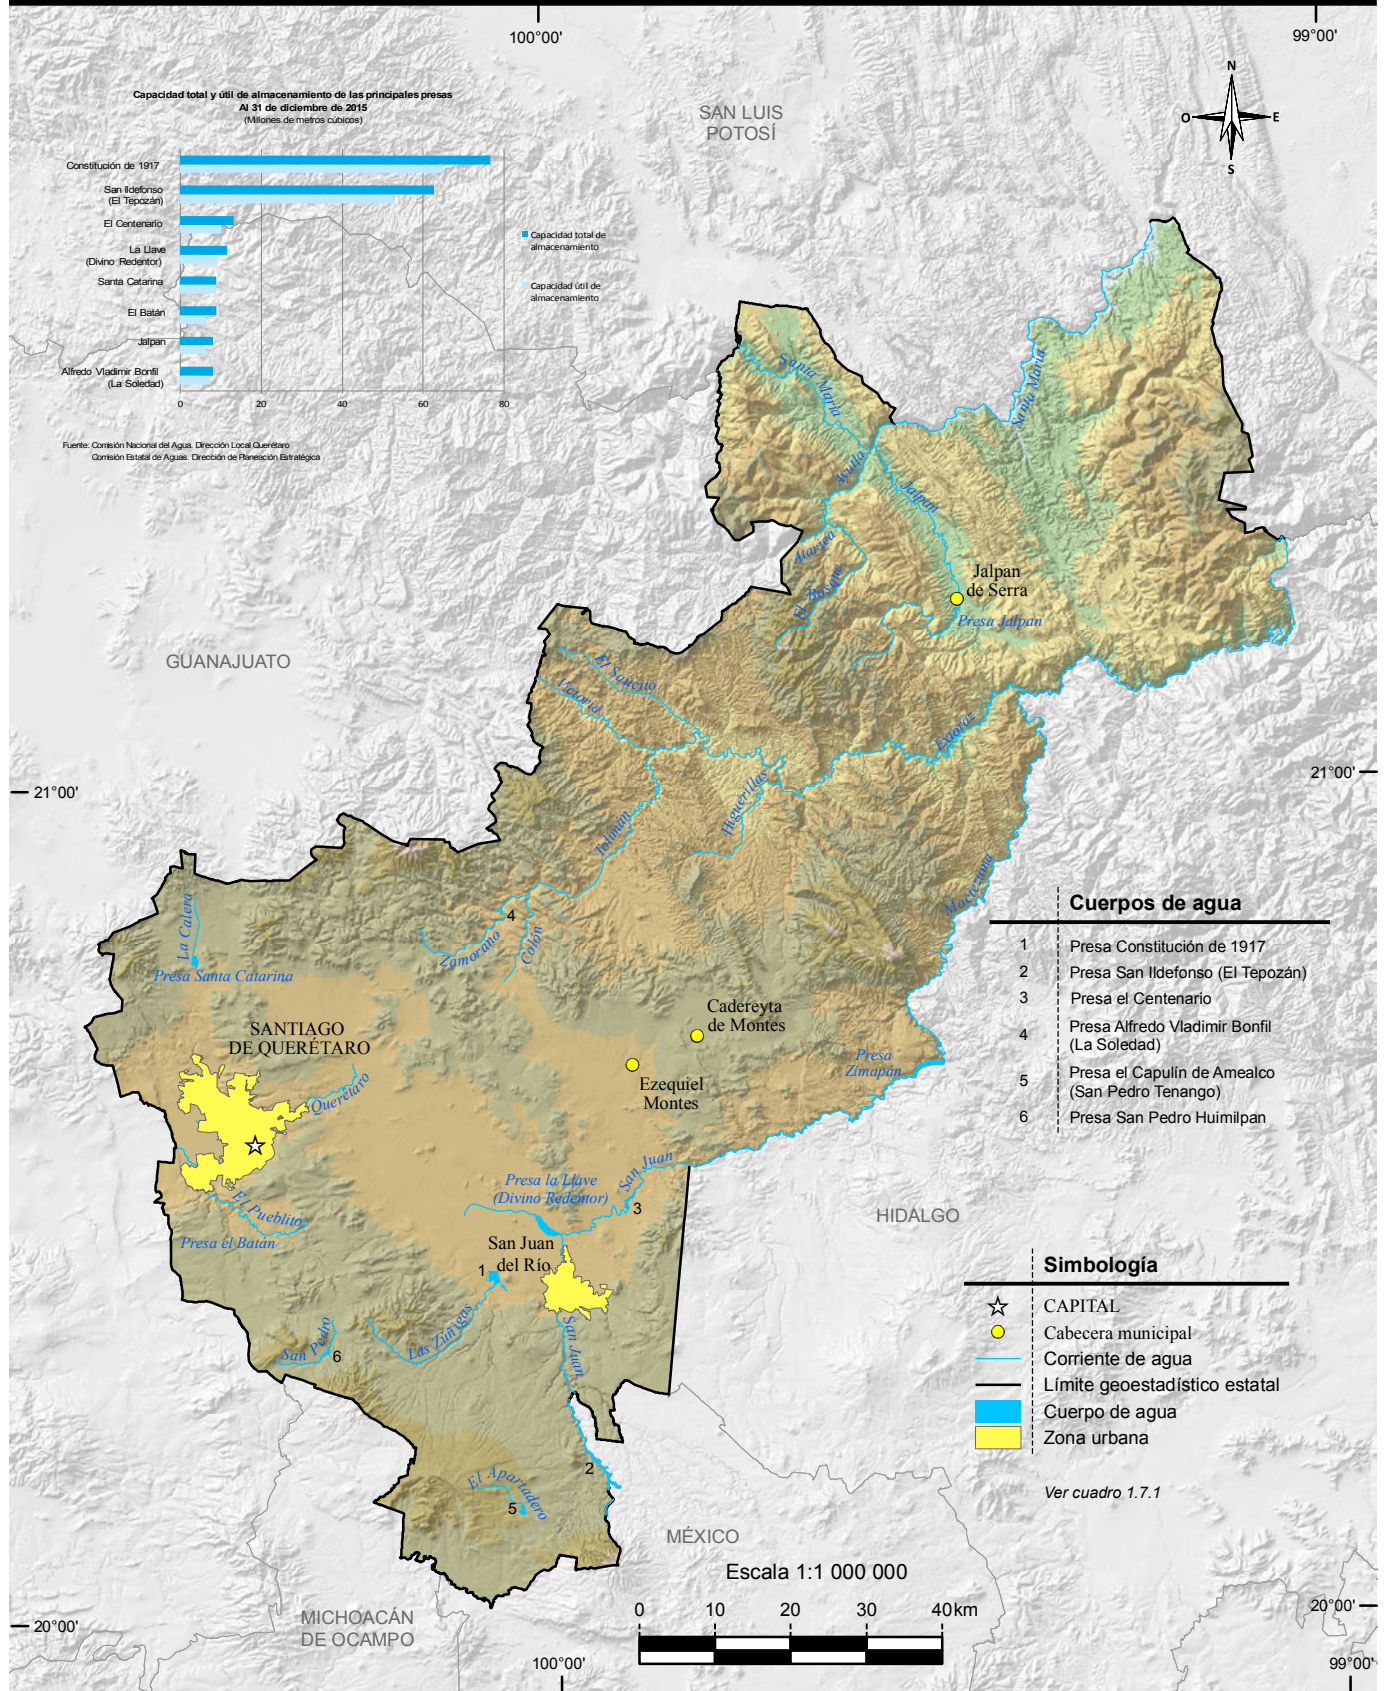 100°00'
99°00'
Capacidad total y útil de almacenamiento de las principales presas
Al 31 de diciembre de 2015
(Millones de metros cúbicos)
Constitución de 1917
San Ildefonso
(El Tepozán)
El Centenario
La Llave
(Divino Redentor)
Santa Catarina
El Batán
Jalpan
Alfredo Vladimir Bonfil
(La Soledad)
0 20 40 60 80
Capacidad total de
almacenamiento
Capacidad útil de
almacenamiento
Fuente: Comisión Nacional del Agua. Dirección Local Querétaro
Comisión Estatal de Aguas. Dirección de Planeación Estratégica
SAN LUIS
POTOSÍ
N
O
E
S
Santa María
Santa María
Ayutla
Jalpan
Atarjea
El Bosque
Jalpan
de Serra
Presa Jalpan
GUANAJUATO
El Saucito
Victoria
Extoraz
21°00'
21°00'
Higuerillas
Tolimán
Moctezuma
La Calera
4
Zamorano
Colón
Presa Santa Catarina
SANTIAGO
DE QUERÉTARO
Cadereyta
de Montes
Presa
Zimapán
Querétaro
Ezequiel
Montes
San Juan
Presa la Llave
(Divino Redentor)
3
El Pueblito
Presa el Batán
San Juan
del Río
1
HIDALGO
San Pedro
6
Las Zúñigas
San Juan
2
El Apartadero
5
MÉXICO
MICHOACÁN
DE OCAMPO
Cuerpos de agua
1 Presa Constitución de 1917
2 Presa San Ildefonso (El Tepozán)
3 Presa el Centenario
4 Presa Alfredo Vladimir Bonfil
(La Soledad)
5 Presa el Capulín de Amealco
(San Pedro Tenango)
6 Presa San Pedro Huimilpan
Simbología
CAPITAL
Cabecera municipal
Corriente de agua
Límite geoestadístico estatal
Cuerpo de agua
Zona urbana
Ver cuadro 1.7.1
Escala 1:1 000 000
0 10 20 30 40 km
20°00'
20°00'
100°00'
99°00'